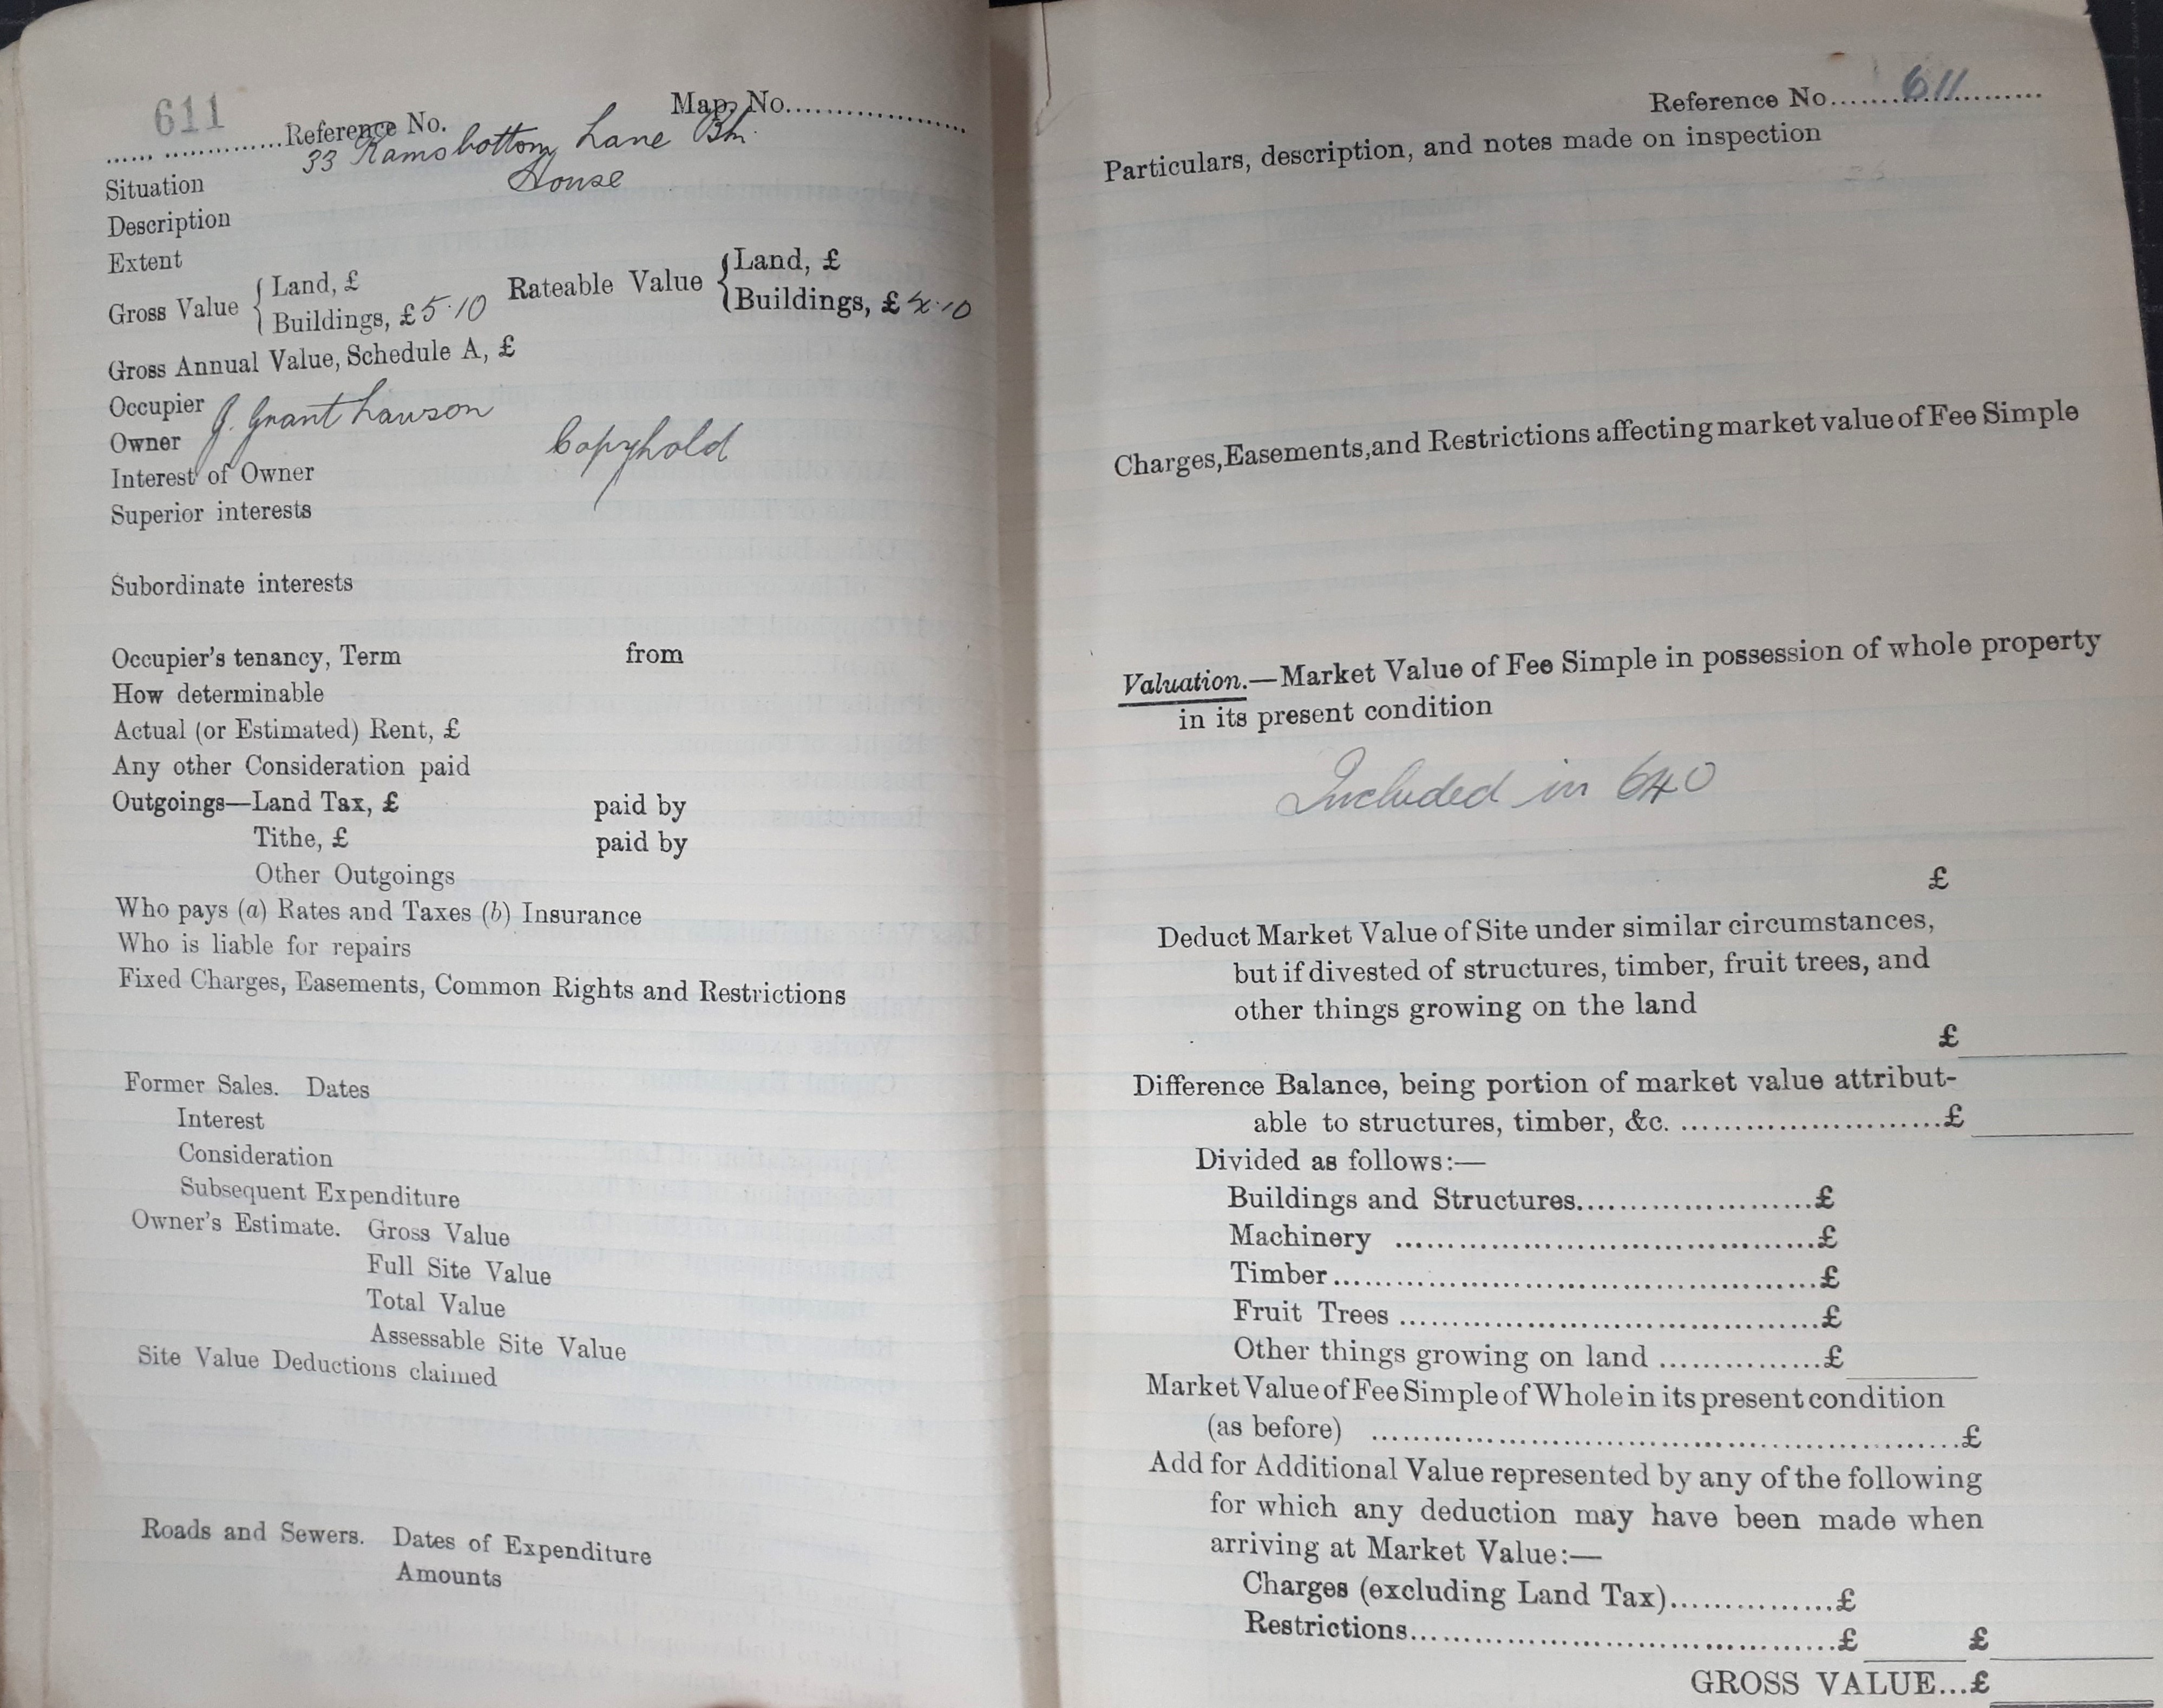 611
Reference No. Map. No.
33 Ramsbottom Lane Bh.
Situation
House
Description
Extent
Gross Value { Land, £
Buildings, £ 5.10
Rateable Value { Land, £
Buildings, £ 4.10
Gross Annual Value, Schedule A, £
Occupier
J. Grant Lawson
Owner
Copyhold
Interest of Owner
Superior interests
Subordinate interests
Occupier's tenancy, Term from
How determinable
Actual (or Estimated) Rent, £
Any other Consideration paid
Outgoings—Land Tax, £ paid by
Tithe, £ paid by
Other Outgoings
Who pays (a) Rates and Taxes (b) Insurance
Who is liable for repairs
Fixed Charges, Easements, Common Rights and Restrictions
Former Sales. Dates
Interest
Consideration
Subsequent Expenditure
Owner's Estimate. Gross Value
Full Site Value
Total Value
Assessable Site Value
Site Value Deductions claimed
Roads and Sewers. Dates of Expenditure
Amounts
Reference No. 611
Particulars, description, and notes made on inspection
Charges, Easements, and Restrictions affecting market value of Fee Simple
Valuation.—Market Value of Fee Simple in possession of whole property
in its present condition
Included in 640
£
Deduct Market Value of Site under similar circumstances,
but if divested of structures, timber, fruit trees, and
other things growing on the land
£
Difference Balance, being portion of market value attribut-
able to structures, timber, &c. £
Divided as follows:—
Buildings and Structures £
Machinery £
Timber £
Fruit Trees £
Other things growing on land £
Market Value of Fee Simple of Whole in its present condition
(as before) £
Add for Additional Value represented by any of the following
for which any deduction may have been made when
arriving at Market Value:—
Charges (excluding Land Tax) £
Restrictions £ £
GROSS VALUE...£